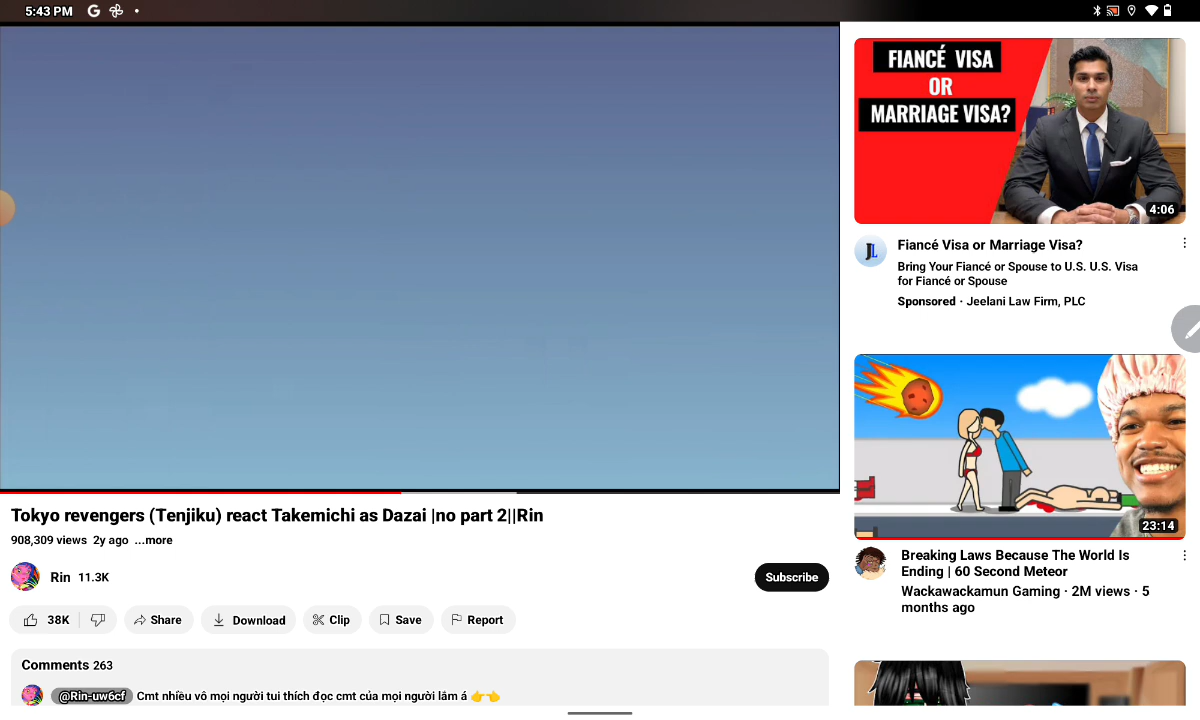 5:43 PM G
FIANCÉ VISA
OR
MARRIAGE VISA?
4:06
JL
Fiancé Visa or Marriage Visa?
Bring Your Fiancé or Spouse to U.S. U.S. Visa
for Fiancé or Spouse
Sponsored · Jeelani Law Firm, PLC
23:14
Breaking Laws Because The World Is
Ending | 60 Second Meteor
Wackawackamun Gaming · 2M views · 5
months ago
Tokyo revengers (Tenjiku) react Takemichi as Dazai |no part 2||Rin
908,309 views 2y ago ...more
Rin 11.3K
Subscribe
38K
Share
Download
Clip
Save
Report
Comments 263
@Rin-uw6cf Cmt nhiều vô mọi người tui thích đọc cmt của mọi người lắm á 👉👈